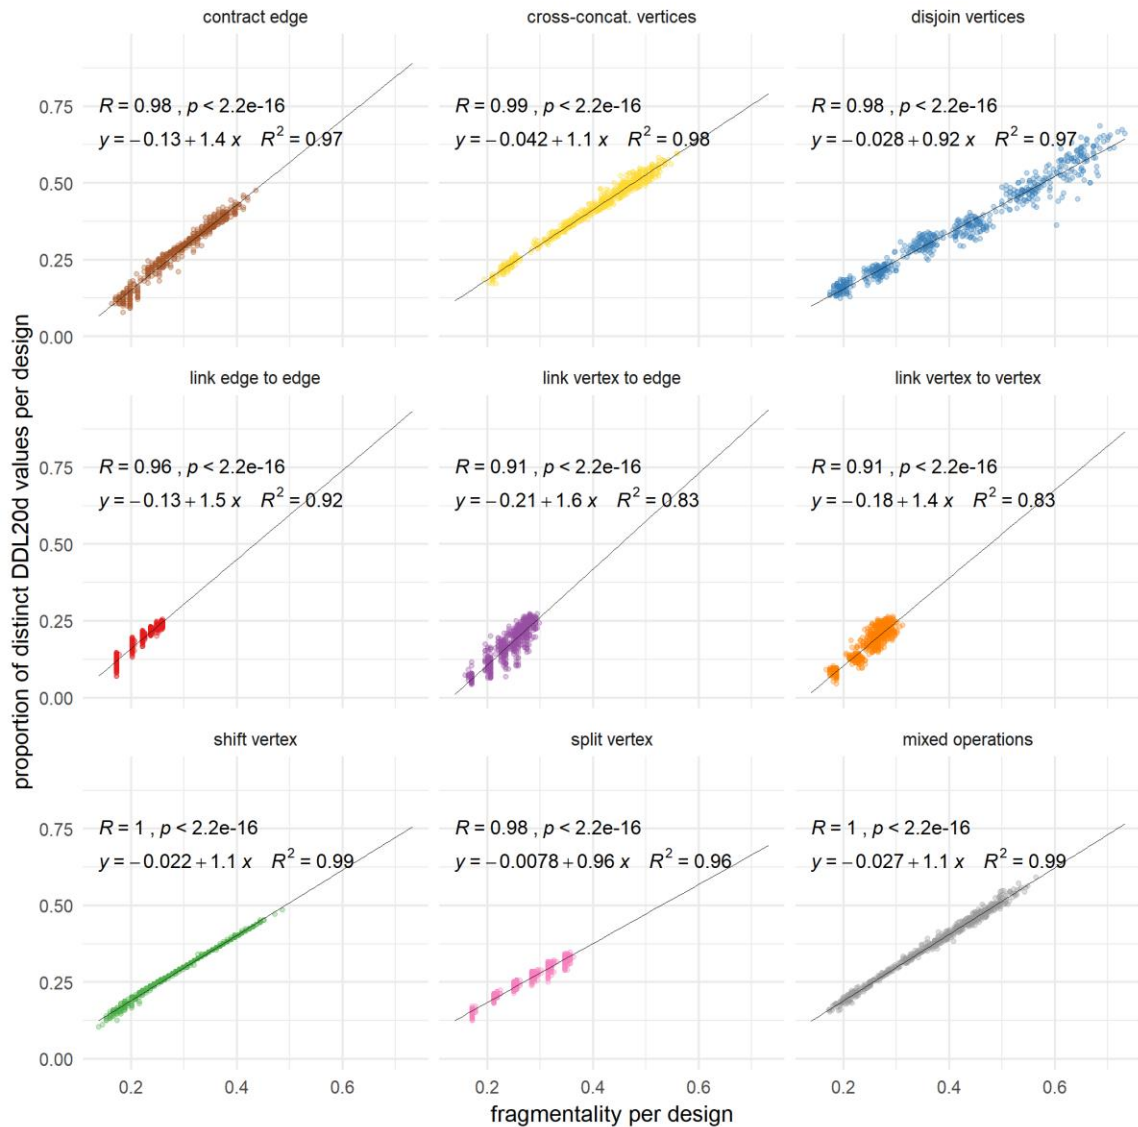 contract edge
cross-concat. vertices
disjoin vertices
R = 0.98 , p < 2.2e-16
y = −0.13 + 1.4 x R² = 0.97
R = 0.99 , p < 2.2e-16
y = −0.042 + 1.1 x R² = 0.98
R = 0.98 , p < 2.2e-16
y = −0.028 + 0.92 x R² = 0.97
0.75
0.50
0.25
0.00
link edge to edge
link vertex to edge
link vertex to vertex
R = 0.96 , p < 2.2e-16
y = −0.13 + 1.5 x R² = 0.92
R = 0.91 , p < 2.2e-16
y = −0.21 + 1.6 x R² = 0.83
R = 0.91 , p < 2.2e-16
y = −0.18 + 1.4 x R² = 0.83
0.75
0.50
0.25
0.00
proportion of distinct DDL20d values per design
shift vertex
split vertex
mixed operations
R = 1 , p < 2.2e-16
y = −0.022 + 1.1 x R² = 0.99
R = 0.98 , p < 2.2e-16
y = −0.0078 + 0.96 x R² = 0.96
R = 1 , p < 2.2e-16
y = −0.027 + 1.1 x R² = 0.99
0.75
0.50
0.25
0.00
0.2 0.4 0.6
0.2 0.4 0.6
0.2 0.4 0.6
fragmentality per design